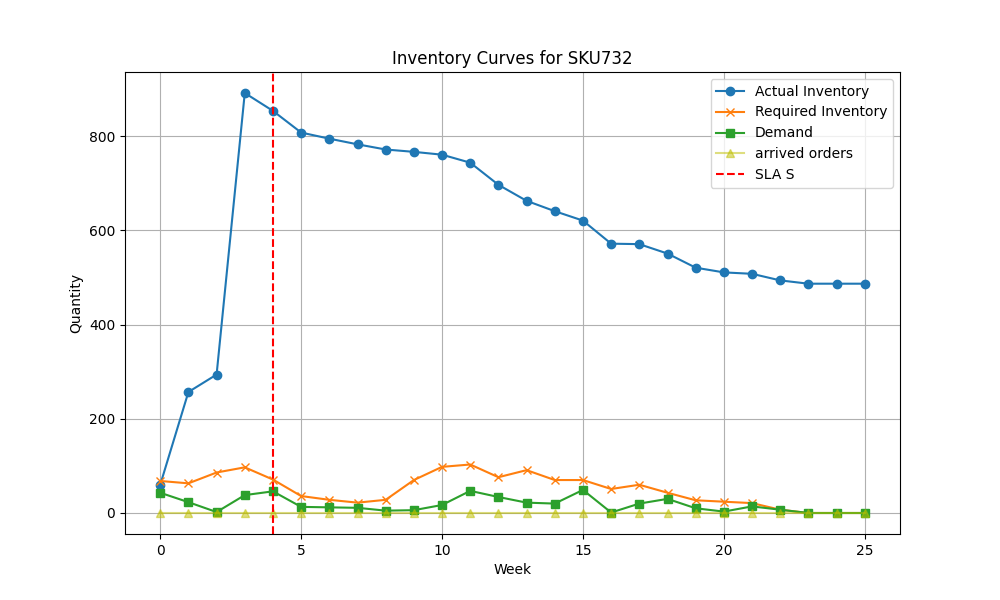 Inventory Curves for SKU732
Actual Inventory
Required Inventory
Demand
arrived orders
SLA S
Quantity
800
600
400
200
0
0 5 10 15 20 25
Week